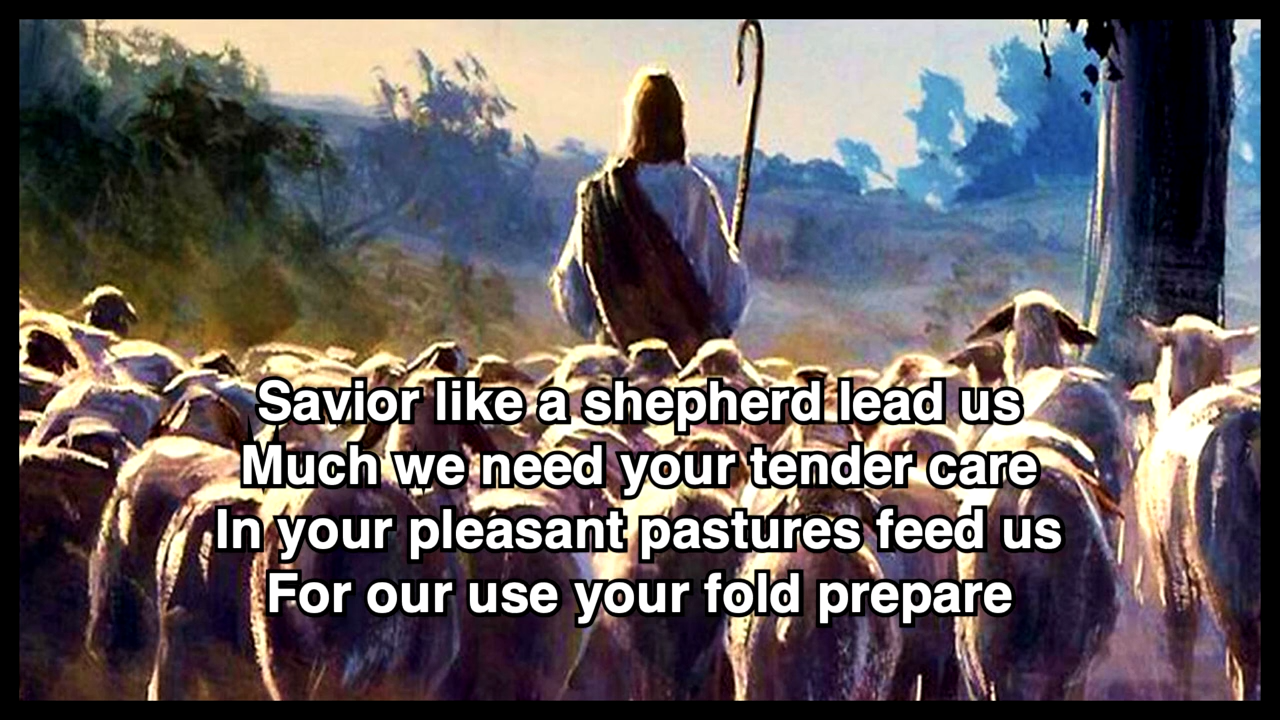 Savior like a shepherd lead us
Much we need your tender care
In your pleasant pastures feed us
For our use your fold prepare